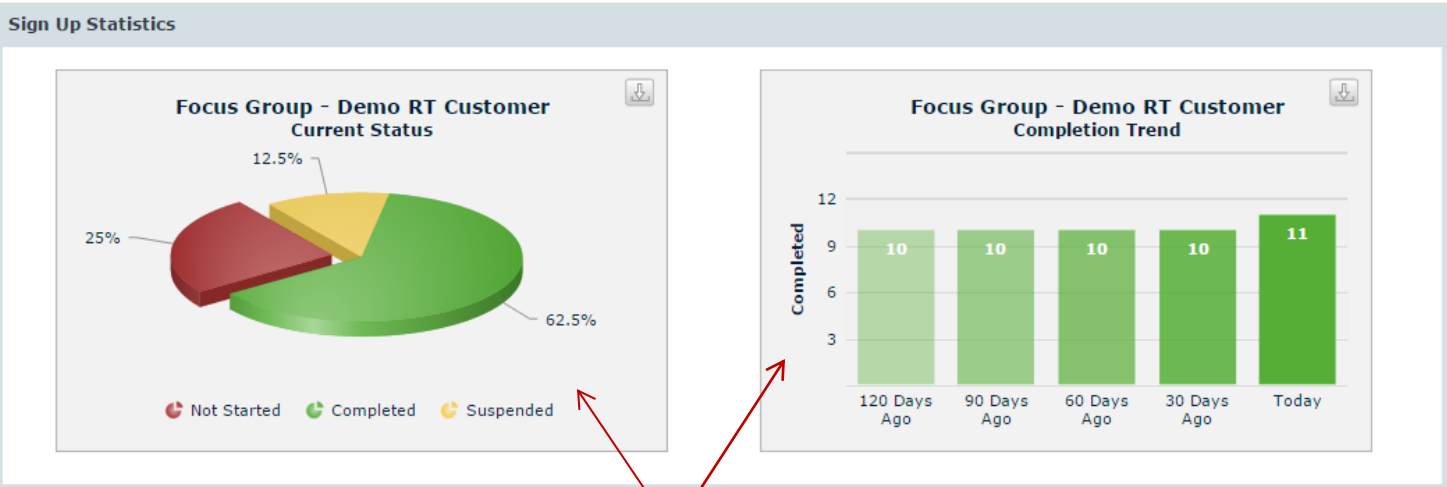 Sign Up Statistics
Focus Group - Demo RT Customer
Current Status
12.5%
25%
62.5%
Not Started Completed Suspended
Focus Group - Demo RT Customer
Completion Trend
Completed
12
9
6
3
10 10 10 10 11
120 Days Ago
90 Days Ago
60 Days Ago
30 Days Ago
Today